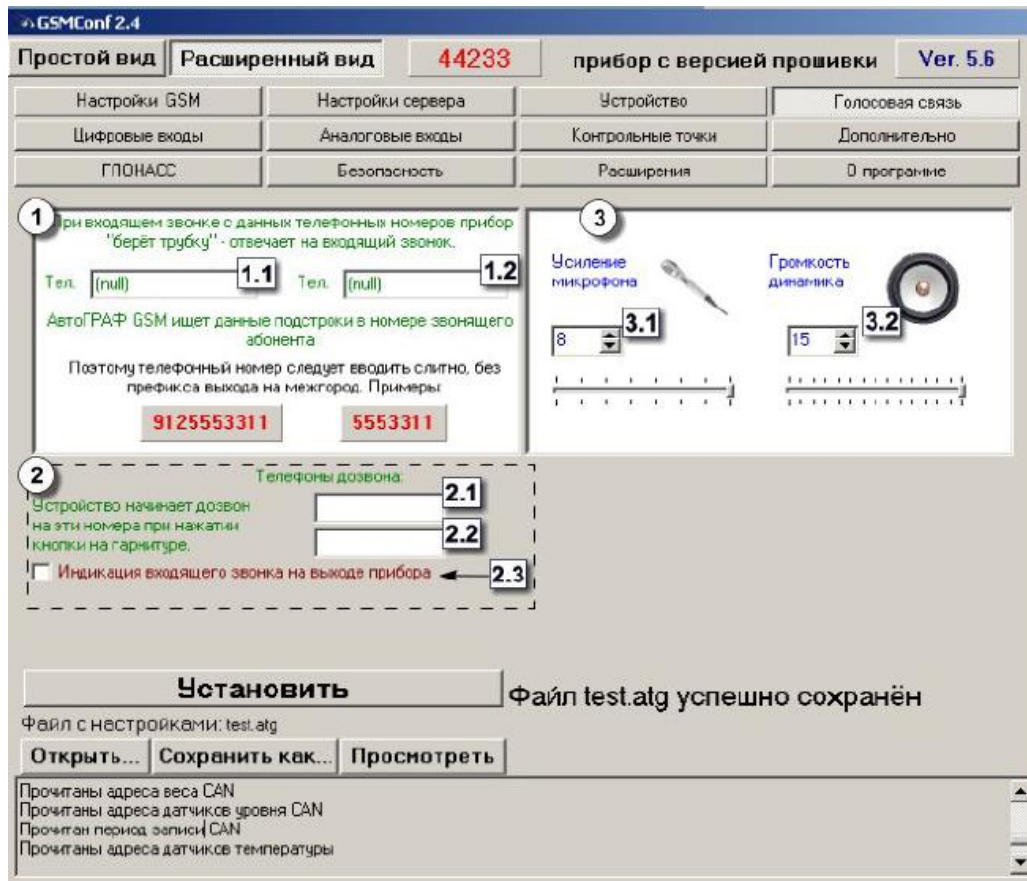 GSMConf 2.4
Простой вид Расширенный вид 44233 прибор с версией прошивки Ver. 5.6
Настройки GSM Настройки сервера Устройство Голосовая связь
Цифровые входы Аналоговые входы Контрольные точки Дополнительно
ГЛОНАСС Безопасность Расширения О программе
1
При входящем звонке с данных телефонных номеров прибор
"берёт трубку" - отвечает на входящий звонок.
Тел. (null) 1.1 Тел. (null) 1.2
АвтоГРАФ GSM ищет данные подстроки в номере звонящего
абонента
Поэтому телефонный номер следует вводить слитно, без
префикса выхода на межгород. Примеры:
9125553311 5553311
3
Усиление
микрофона
8 3.1
Громкость
динамика
15 3.2
2
Телефоны дозвона:
Устройство начинает дозвон
на эти номера при нажатии
кнопки на гарнитуре.
2.1
2.2
Индикация входящего звонка на выходе прибора 2.3
Установить
Файл test.atg успешно сохранён
Файл с настройками: test.atg
Открыть... Сохранить как... Просмотреть
Прочитаны адреса веса CAN
Прочитаны адреса датчиков уровня CAN
Прочитан период записи CAN
Прочитаны адреса датчиков температуры